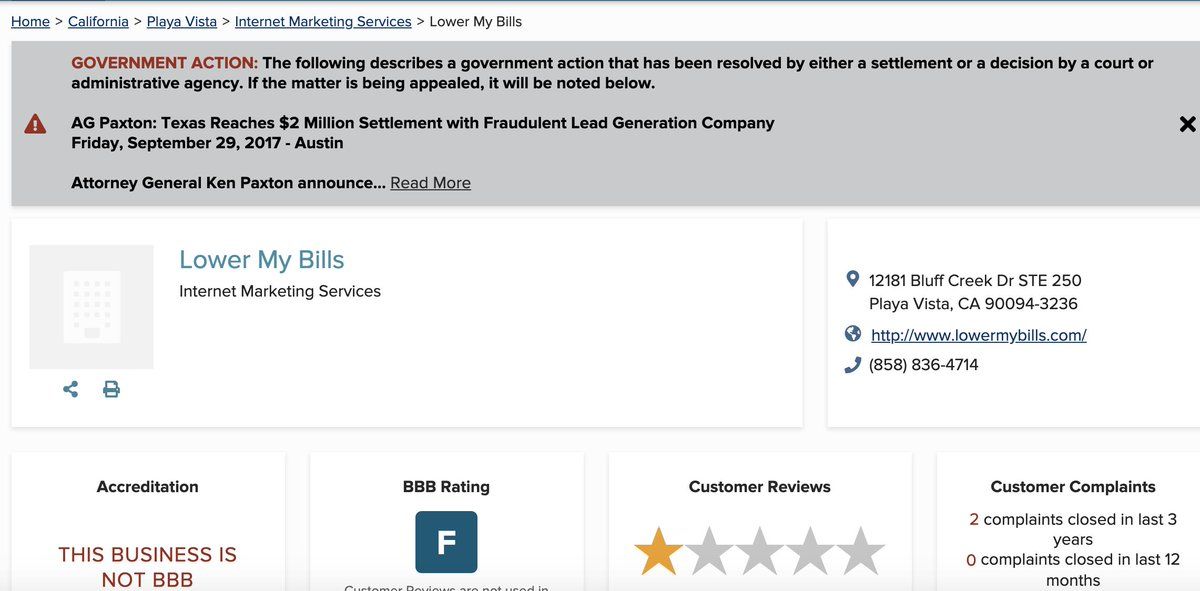 Home > California > Playa Vista > Internet Marketing Services > Lower My Bills
GOVERNMENT ACTION: The following describes a government action that has been resolved by either a settlement or a decision by a court or
administrative agency. If the matter is being appealed, it will be noted below.
AG Paxton: Texas Reaches $2 Million Settlement with Fraudulent Lead Generation Company
Friday, September 29, 2017 - Austin
Attorney General Ken Paxton announce... Read More
Lower My Bills
Internet Marketing Services
12181 Bluff Creek Dr STE 250
Playa Vista, CA 90094-3236
http://www.lowermybills.com/
(858) 836-4714
Accreditation
THIS BUSINESS IS
NOT BBB
BBB Rating
F
Customer Reviews are not used in
Customer Reviews
Customer Complaints
2 complaints closed in last 3
years
0 complaints closed in last 12
months